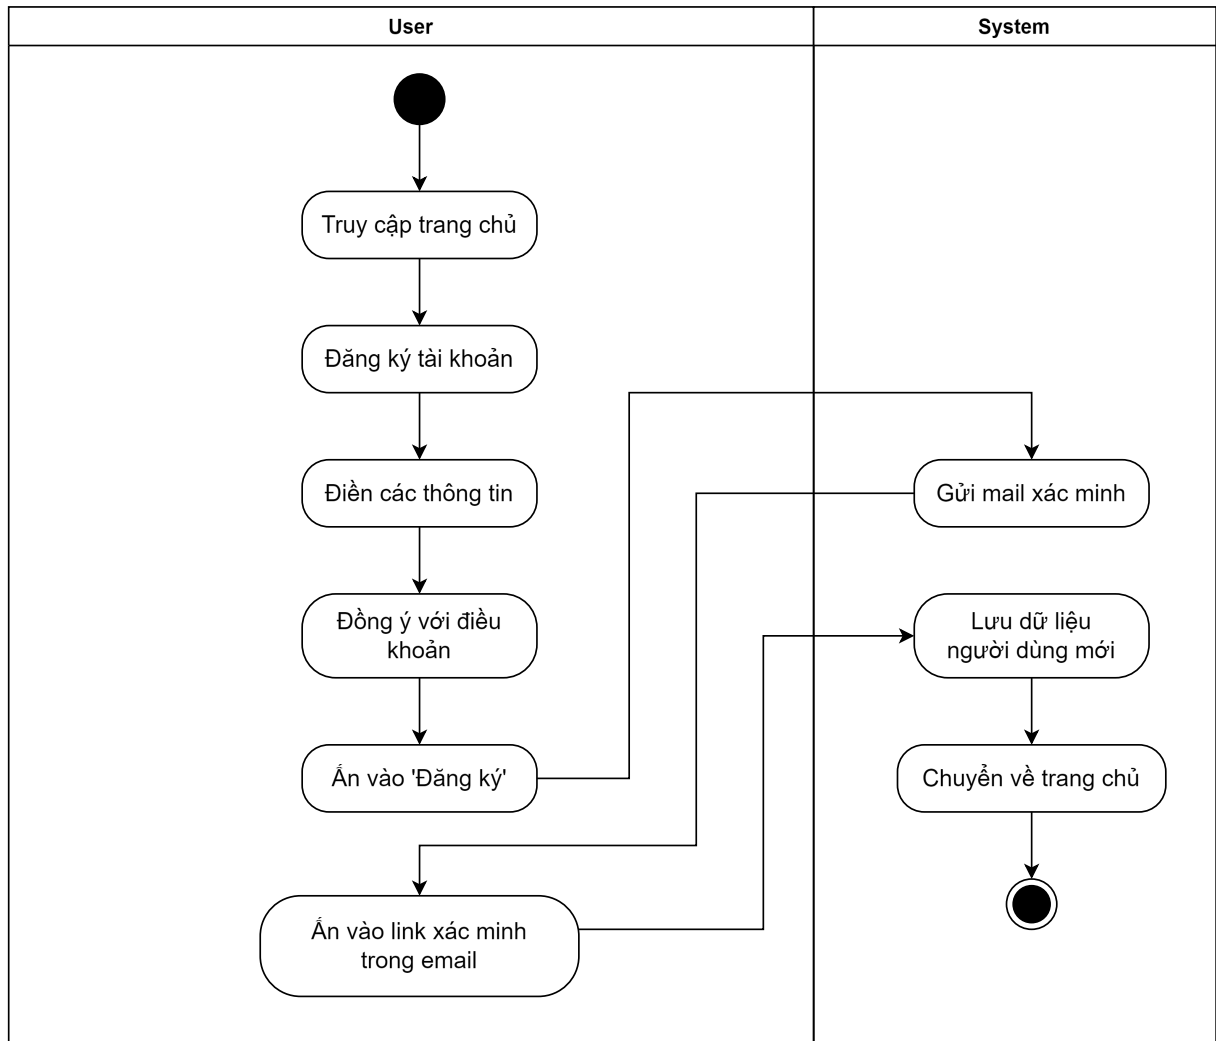 User
System
Truy cập trang chủ
Đăng ký tài khoản
Điền các thông tin
Gửi mail xác minh
Đồng ý với điều
khoản
Lưu dữ liệu
người dùng mới
Ấn vào 'Đăng ký'
Chuyển về trang chủ
Ấn vào link xác minh
trong email